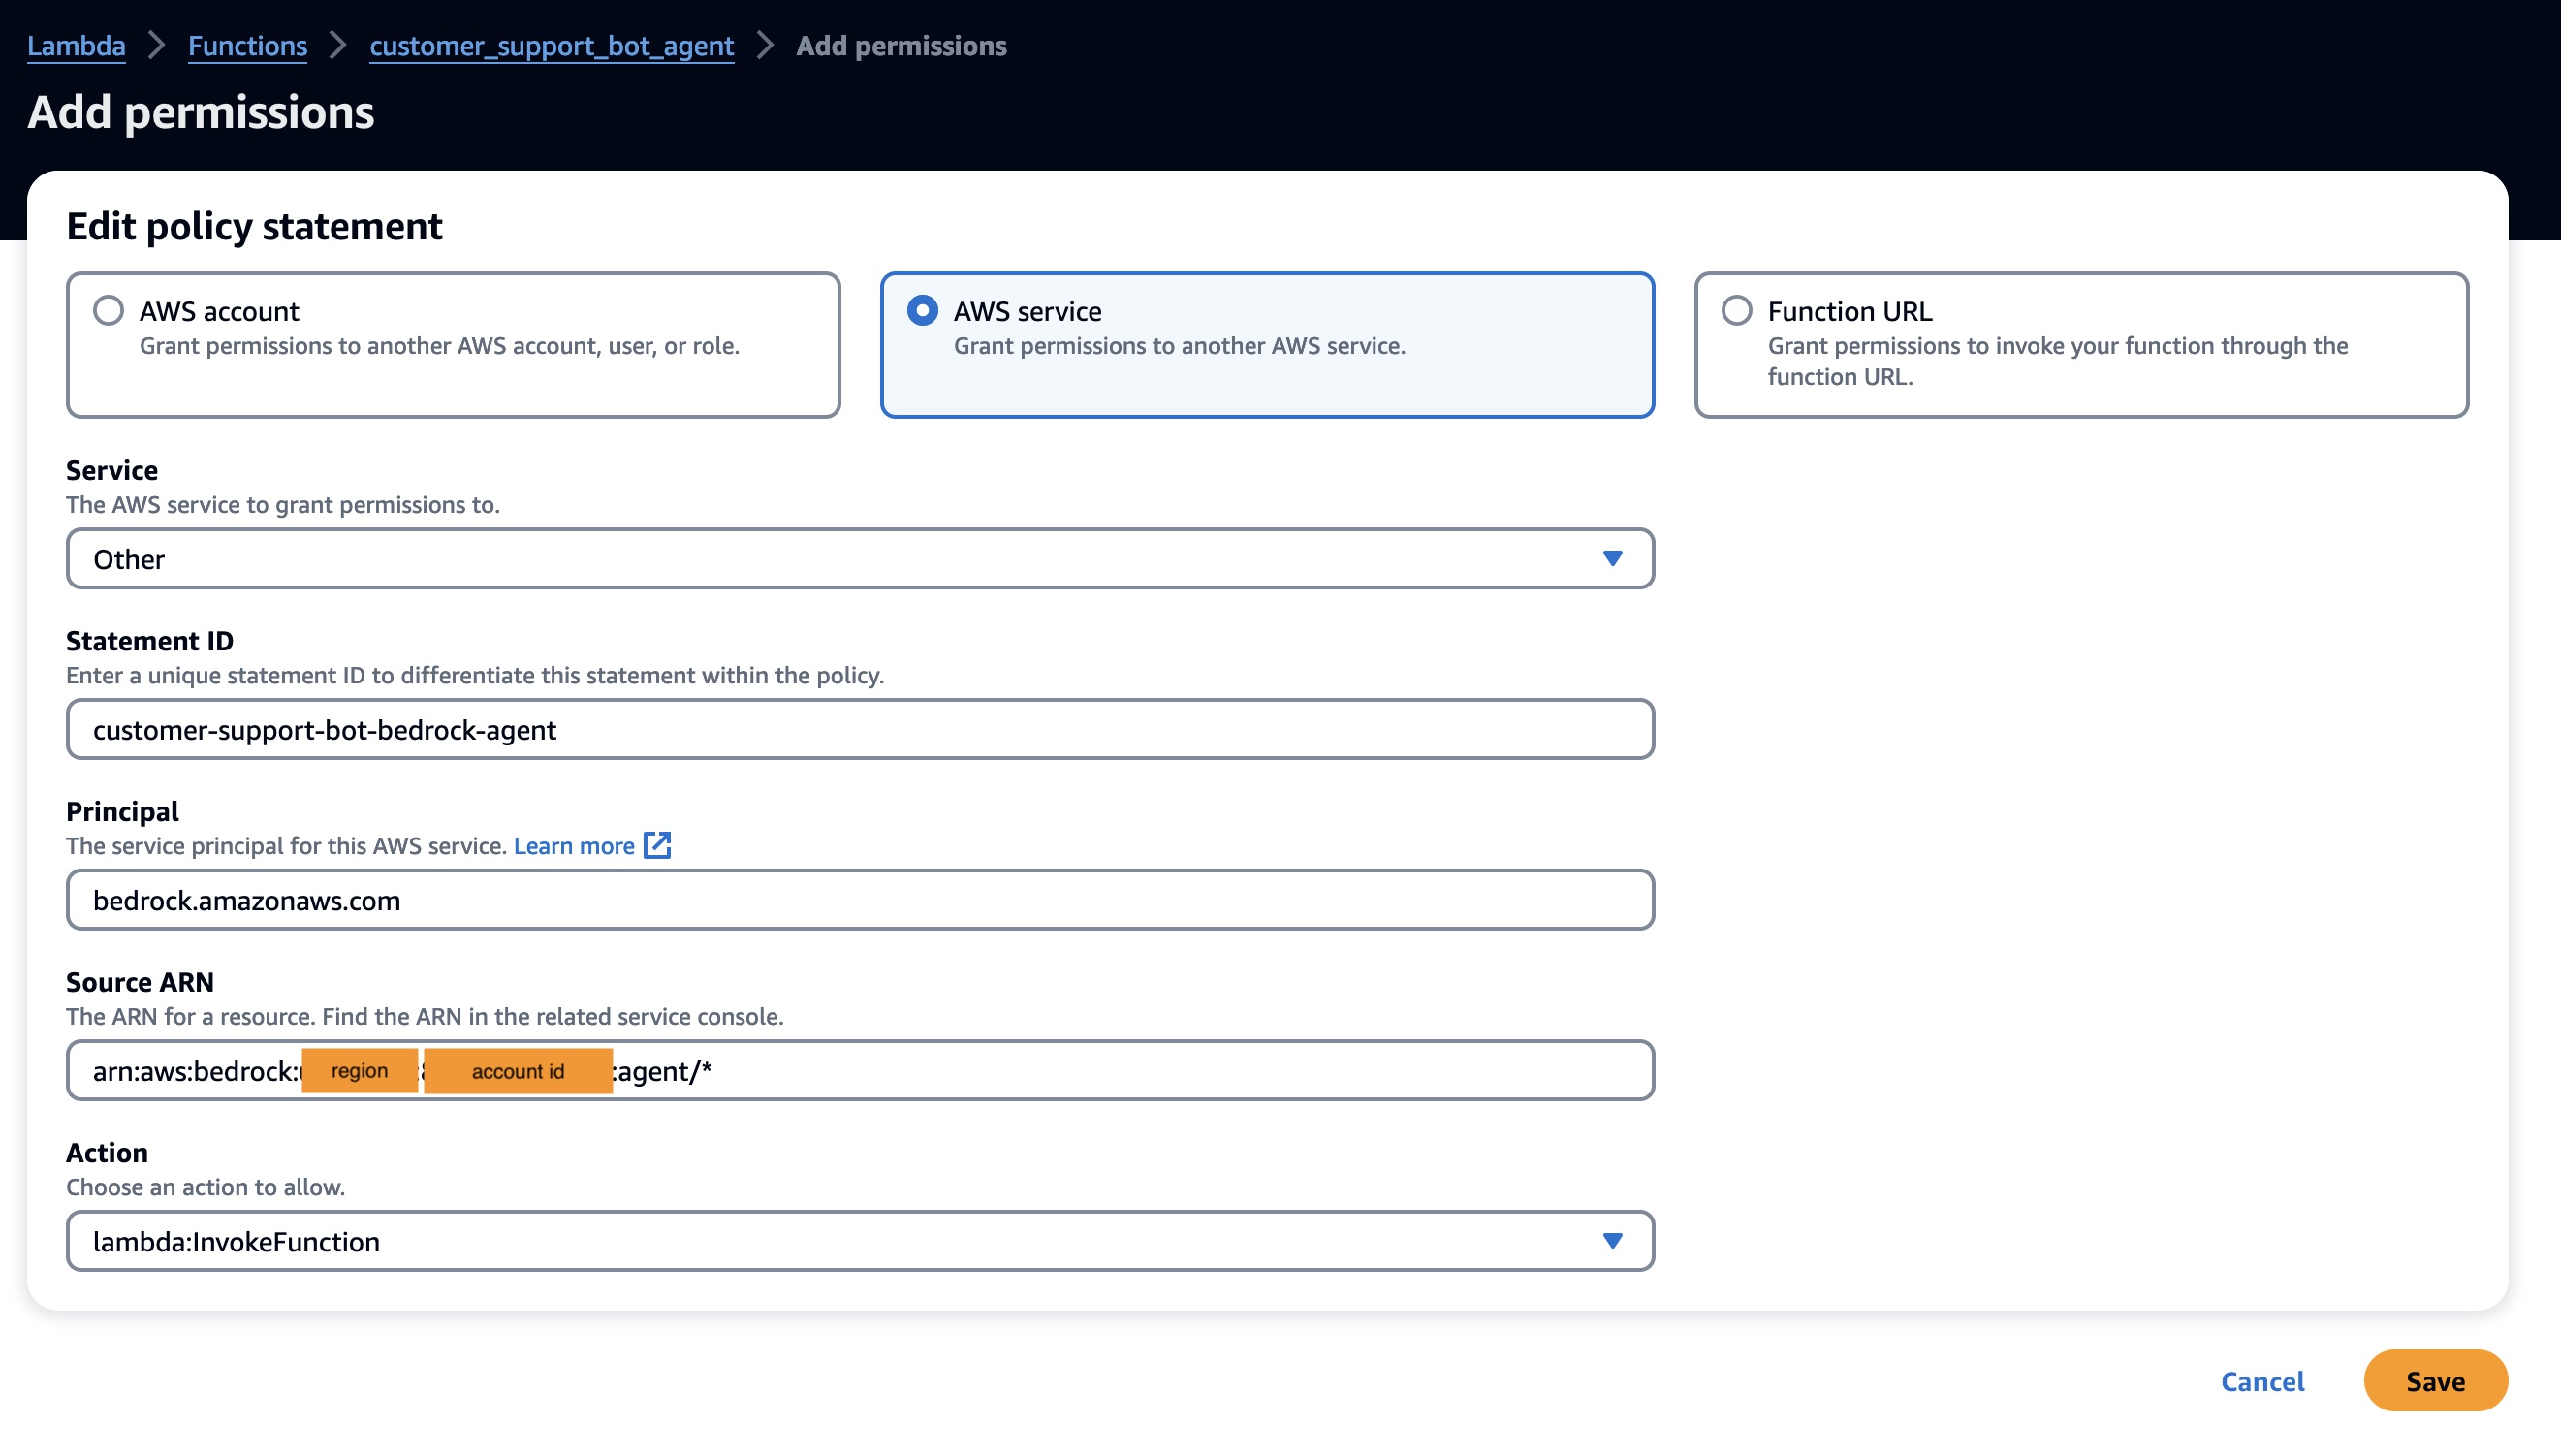 Lambda > Functions > customer_support_bot_agent > Add permissions
Add permissions
Edit policy statement
AWS account
Grant permissions to another AWS account, user, or role.
AWS service
Grant permissions to another AWS service.
Function URL
Grant permissions to invoke your function through the
function URL.
Service
The AWS service to grant permissions to.
Other
Statement ID
Enter a unique statement ID to differentiate this statement within the policy.
customer-support-bot-bedrock-agent
Principal
The service principal for this AWS service. Learn more
bedrock.amazonaws.com
Source ARN
The ARN for a resource. Find the ARN in the related service console.
arn:aws:bedrock: region : account id :agent/*
Action
Choose an action to allow.
lambda:InvokeFunction
Cancel
Save